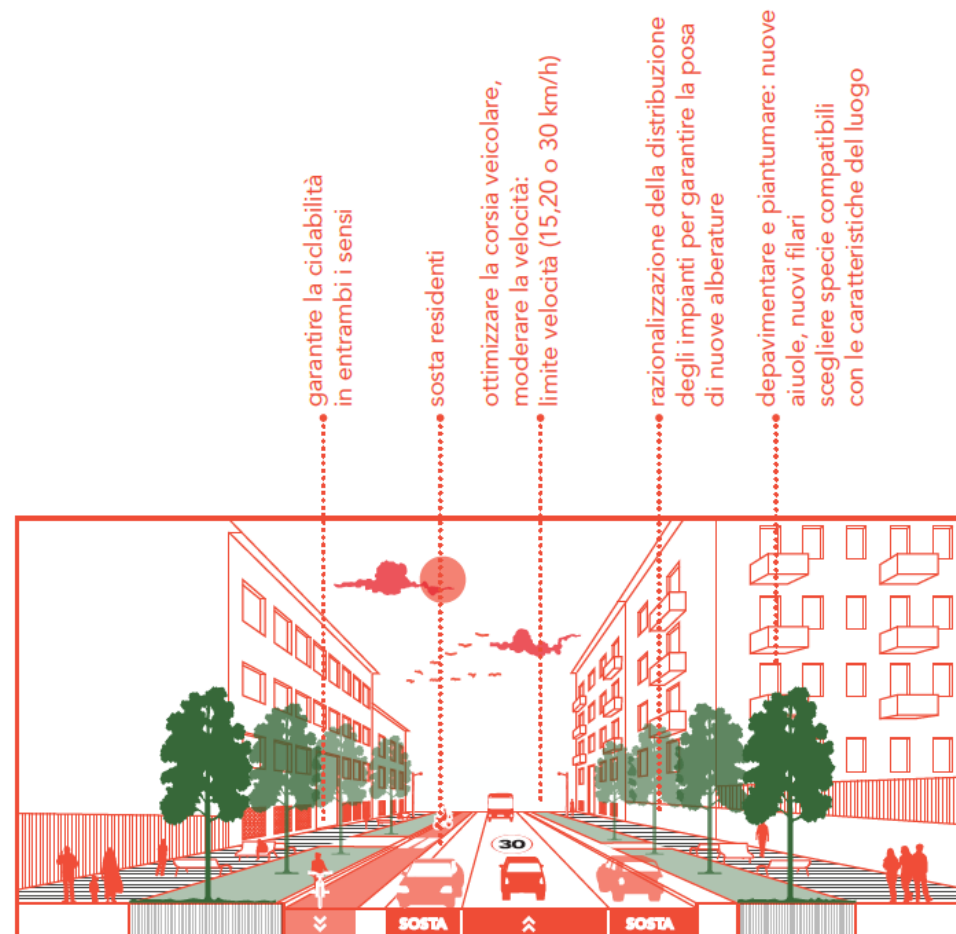 garantire la ciclabilità
in entrambi i sensi
sosta residenti
ottimizzare la corsia veicolare,
moderare la velocità:
limite velocità (15,20 o 30 km/h)
razionalizzazione della distribuzione
degli impianti per garantire la posa
di nuove alberature
depavimentare e piantumare: nuove
aiuole, nuovi filari
scegliere specie compatibili
con le caratteristiche del luogo
30
SOSTA
SOSTA